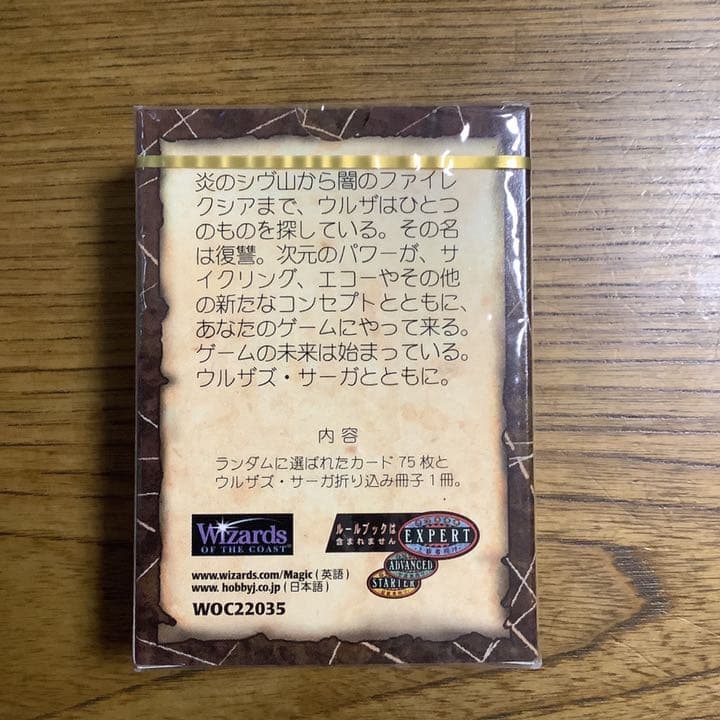 炎のシヴ山から闇のファイレ
クシアまで、ウルザはひとつ
のものを探している。その名
は復讐。次元のパワーが、サ
イクリング、エコーやその他
の新たなコンセプトとともに、
あなたのゲームにやって来る。
ゲームの未来は始まっている。
ウルザズ・サーガとともに。
内容
ランダムに選ばれたカード75枚と
ウルザズ・サーガ折り込み冊子1冊。
Wizards
OF THE COAST®
ルールブックは
含まれません
EXPERT
ADVANCED
STARTER
www.wizards.com/Magic(英語)
www. hobbyj.co.jp(日本語)
WOC22035